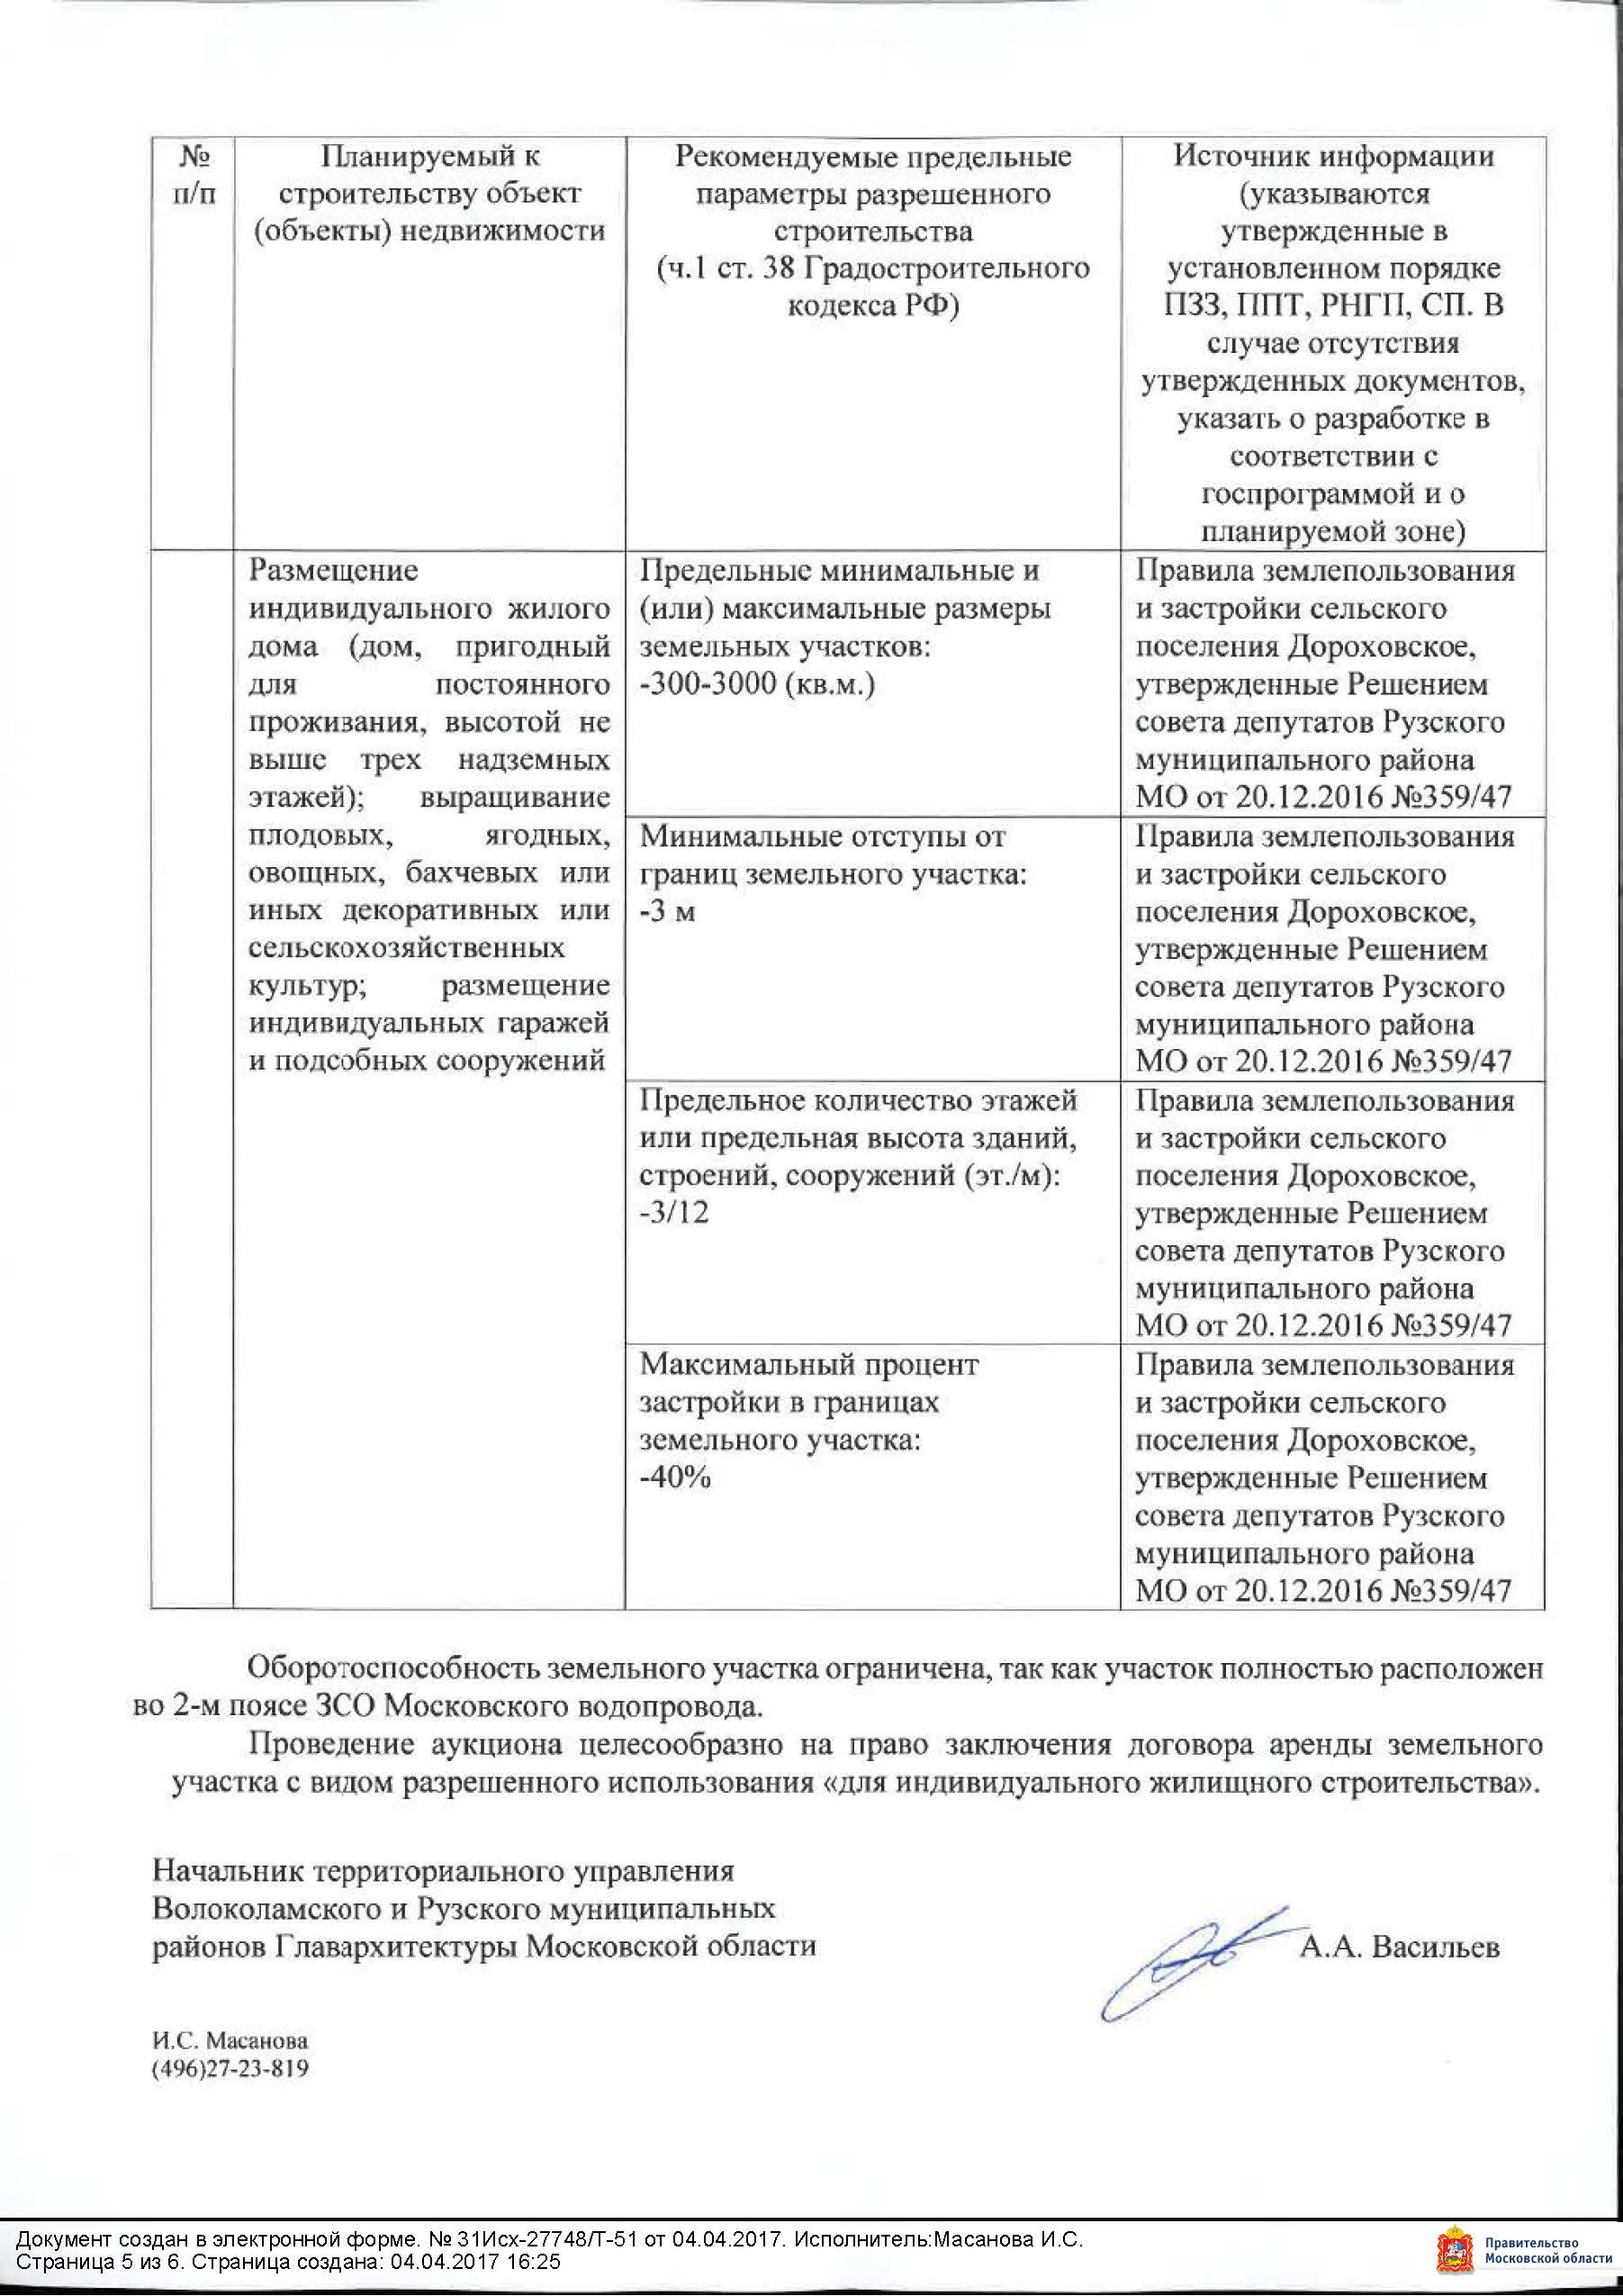 №
п/п
Планируемый к
строительству объект
(объекты) недвижимости
Рекомендуемые предельные
параметры разрешенного
строительства
(ч.1 ст. 38 Градостроительного
кодекса РФ)
Источник информации
(указываются
утвержденные в
установленном порядке
ПЗЗ, ППТ, РНГП, СП. В
случае отсутствия
утвержденных документов,
указать о разработке в
соответствии с
госпрограммой и о
планируемой зоне)
Размещение
индивидуального жилого
дома (дом, пригодный
для постоянного
проживания, высотой не
выше трех надземных
этажей); выращивание
плодовых, ягодных,
овощных, бахчевых или
иных декоративных или
сельскохозяйственных
культур; размещение
индивидуальных гаражей
и подсобных сооружений
Предельные минимальные и
(или) максимальные размеры
земельных участков:
-300-3000 (кв.м.)
Правила землепользования
и застройки сельского
поселения Дороховское,
утвержденные Решением
совета депутатов Рузского
муниципального района
МО от 20.12.2016 №359/47
Минимальные отступы от
границ земельного участка:
-3 м
Правила землепользования
и застройки сельского
поселения Дороховское,
утвержденные Решением
совета депутатов Рузского
муниципального района
МО от 20.12.2016 №359/47
Предельное количество этажей
или предельная высота зданий,
строений, сооружений (эт./м):
-3/12
Правила землепользования
и застройки сельского
поселения Дороховское,
утвержденные Решением
совета депутатов Рузского
муниципального района
МО от 20.12.2016 №359/47
Максимальный процент
застройки в границах
земельного участка:
-40%
Правила землепользования
и застройки сельского
поселения Дороховское,
утвержденные Решением
совета депутатов Рузского
муниципального района
МО от 20.12.2016 №359/47
Оборотоспособность земельного участка ограничена, так как участок полностью расположен
во 2-м поясе ЗСО Московского водопровода.
Проведение аукциона целесообразно на право заключения договора аренды земельного
участка с видом разрешенного использования «для индивидуального жилищного строительства».
Начальник территориального управления
Волоколамского и Рузского муниципальных
районов Главархитектуры Московской области
А.А. Васильев
И.С. Масанова
(496)27-23-819
Документ создан в электронной форме. № 31Исх-27748/Т-51 от 04.04.2017. Исполнитель:Масанова И.С.
Страница 5 из 6. Страница создана: 04.04.2017 16:25
Правительство
Московской области